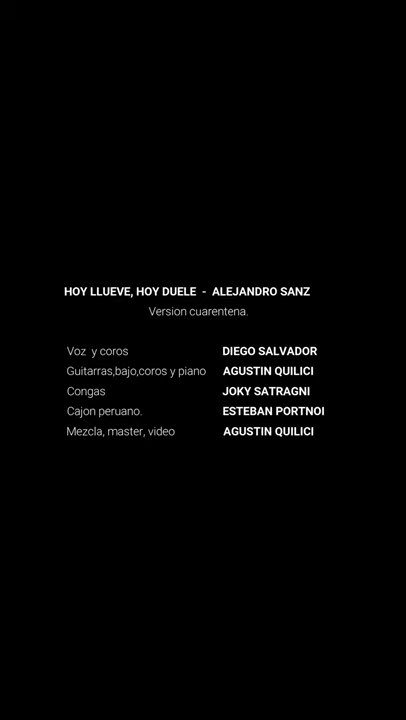 HOY LLUEVE, HOY DUELE - ALEJANDRO SANZ
Version cuarentena.
Voz y coros DIEGO SALVADOR
Guitarras,bajo,coros y piano AGUSTIN QUILICI
Congas JOKY SATRAGNI
Cajon peruano. ESTEBAN PORTNOI
Mezcla, master, video AGUSTIN QUILICI